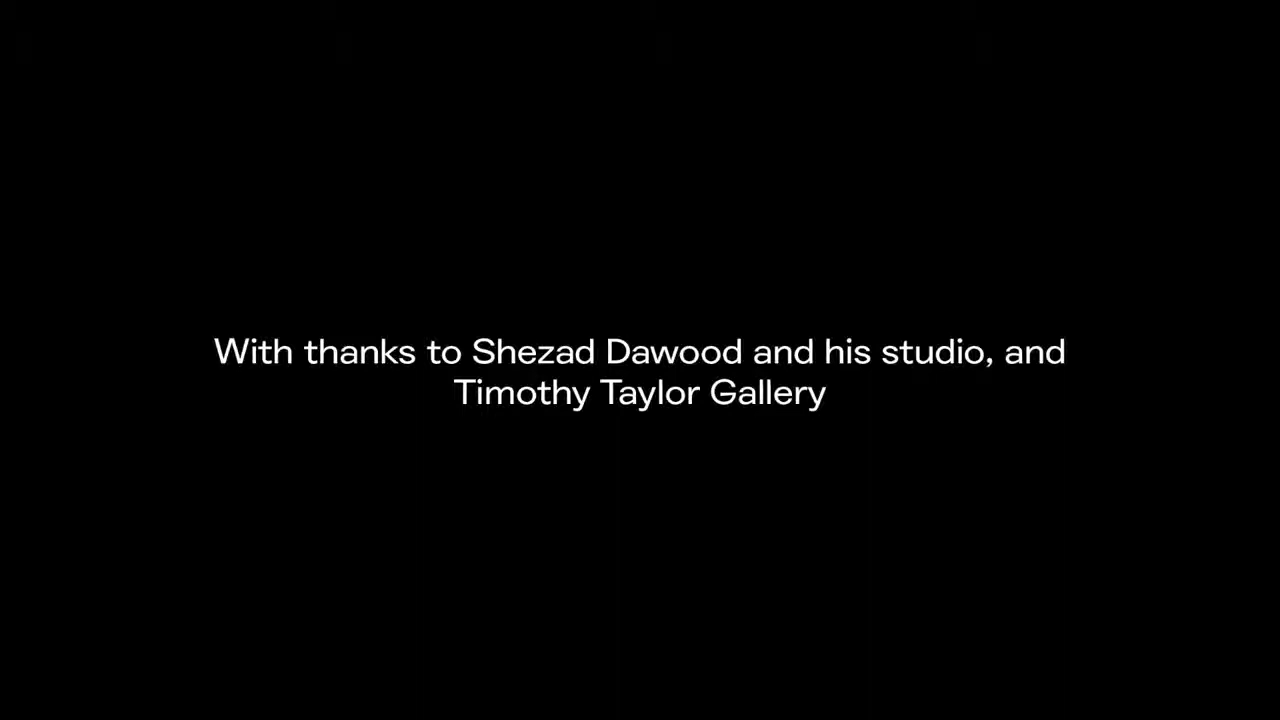 With thanks to Shezad Dawood and his studio, and
Timothy Taylor Gallery